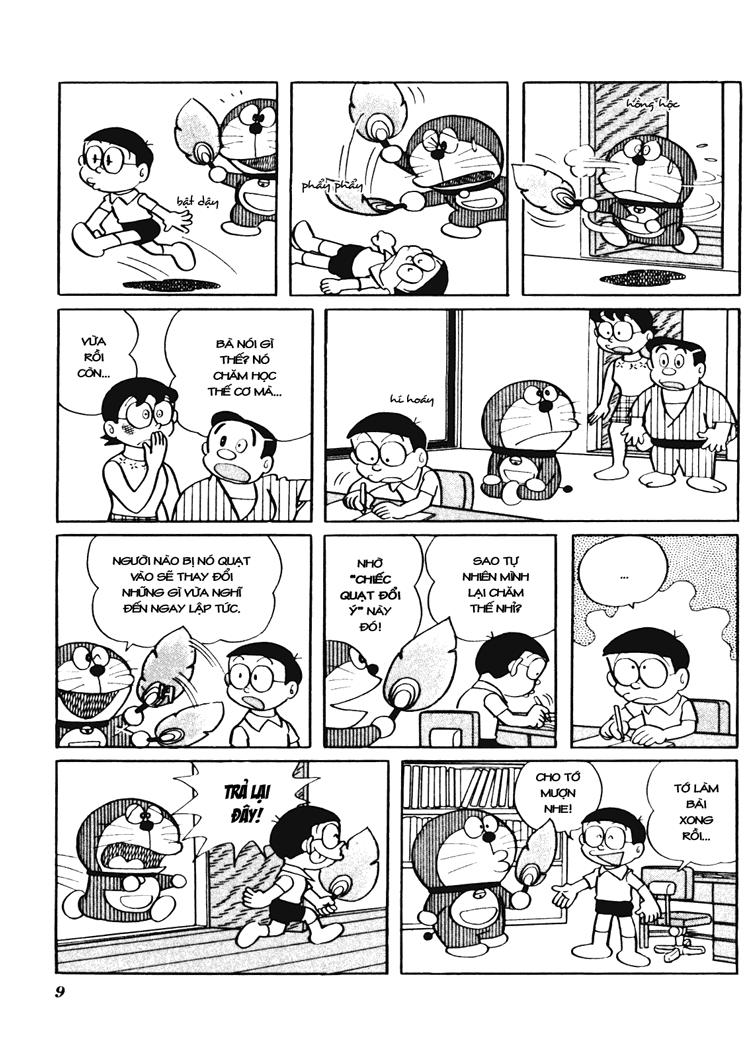 hồng hộc
phẩy phẩy
bật dậy
hí hoáy
BÀ NÓI GÌ
THẾ? NÓ
CHĂM HỌC
THẾ CƠ MÀ...
VỪA
RỒI
CÒN...
...
SAO TỰ
NHIÊN MÌNH
LẠI CHĂM
THẾ NHỈ?
NHỜ
"CHIẾC
QUẠT ĐỔI
Ý" NÀY
ĐÓ!
NGƯỜI NÀO BỊ NÓ QUẠT
VÀO SẼ THAY ĐỔI
NHỮNG GÌ VỪA NGHĨ
ĐẾN NGAY LẬP TỨC.
TỚ LÀM
BÀI
XONG
RỒI...
CHO TỚ
MƯỢN
NHE!
TRẢ LẠI
ĐÂY!
9